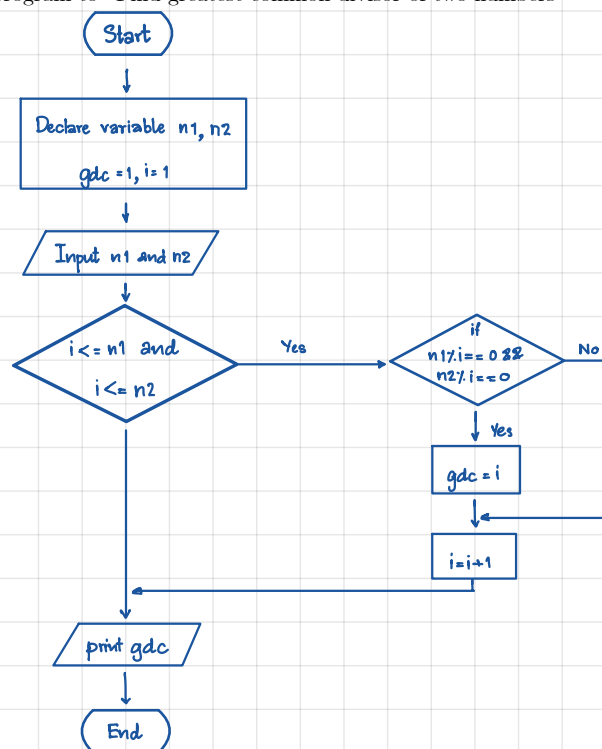 Start
Declare variable n1, n2
gdc = 1, i = 1
Input n1 and n2
i <= n1 and
i <= n2
Yes
if
n1%i == 0 &&
n2% i == 0
No
Yes
gdc = i
i = i+1
print gdc
End